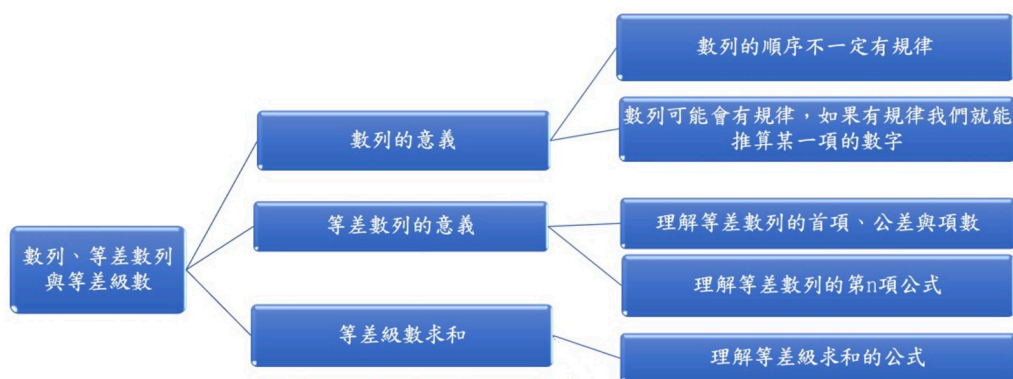 數列的順序不一定有規律
數列可能會有規律，如果有規律我們就能
推算某一項的數字
數列的意義
等差數列的意義
理解等差數列的首項、公差與項數
數列、等差數列
與等差級數
理解等差數列的第n項公式
等差級數求和
理解等差級求和的公式